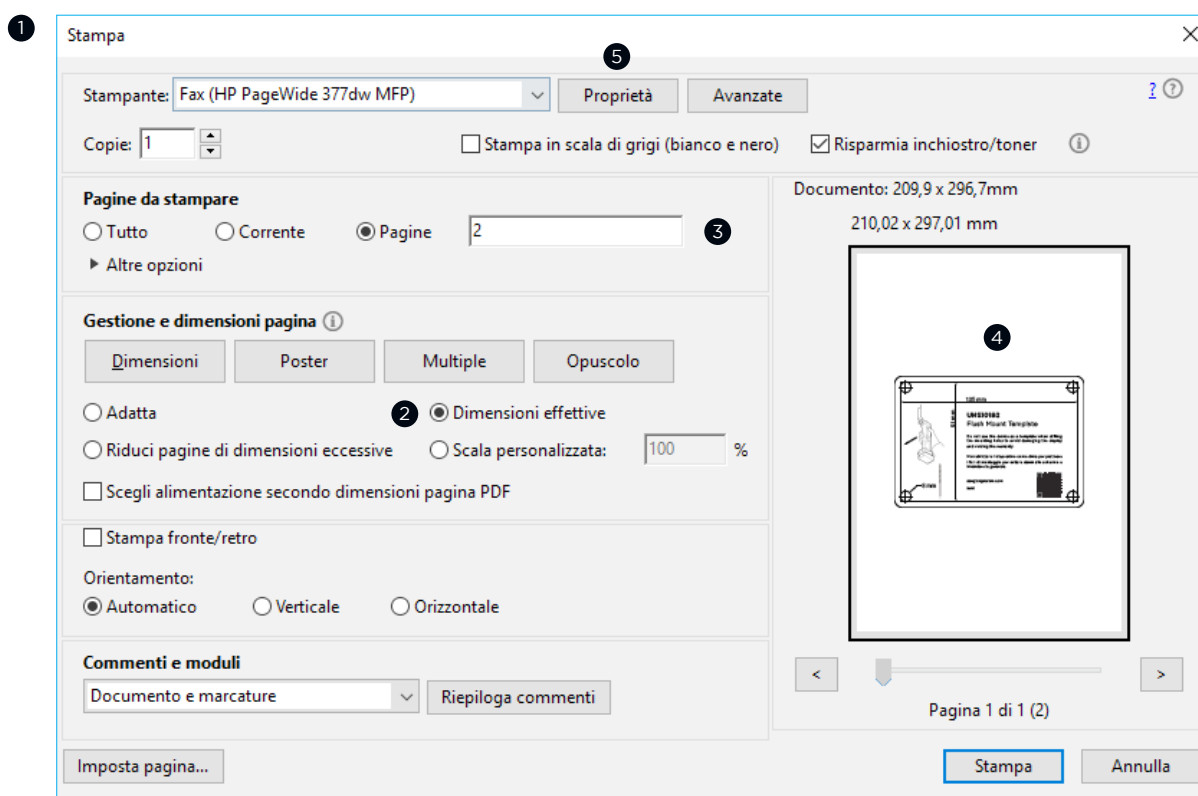 1
Stampa
5
Stampante: Fax (HP PageWide 377dw MFP) Proprietà Avanzate ?
Copie: 1 Stampa in scala di grigi (bianco e nero) Risparmia inchiostro/toner
Pagine da stampare
Tutto Corrente Pagine 2 3
Altre opzioni
Gestione e dimensioni pagina
Dimensioni Poster Multiple Opuscolo
Adatta 2 Dimensioni effettive
Riduci pagine di dimensioni eccessive Scala personalizzata: 100 %
Scegli alimentazione secondo dimensioni pagina PDF
Stampa fronte/retro
Orientamento:
Automatico Verticale Orizzontale
Commenti e moduli
Documento e marcature Riepiloga commenti
Documento: 209,9 x 296,7mm
210,02 x 297,01 mm
4
Flush Mount Template
< >
Pagina 1 di 1 (2)
Imposta pagina... Stampa Annulla